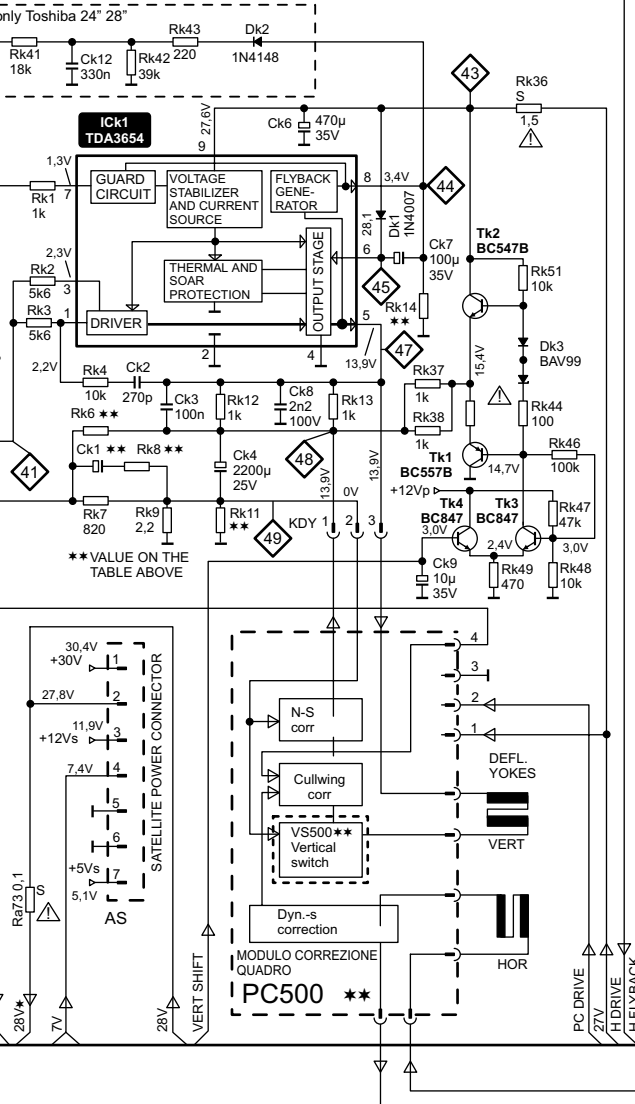 only Toshiba 24" 28"
Rk41
18k
Ck12
330n
Rk42
39k
Rk43
220
Dk2
1N4148
ICk1
TDA3654
27,6V
9
Ck6
470µ
35V
43
Rk36
S
1,5
1,3V
7
Rk1
1k
GUARD
CIRCUIT
VOLTAGE
STABILIZER
AND CURRENT
SOURCE
FLYBACK
GENE-
RATOR
8
3,4V
44
28,1
Dk1
1N4007
Tk2
BC547B
2,3V
Rk2
5k6
3
Rk3
5k6
1
THERMAL AND
SOAR
PROTECTION
OUTPUT STAGE
6
Ck7
100µ
35V
45
Rk14
★★
Rk51
10k
DRIVER
2
4
5
13,9V
47
15,4V
Dk3
BAV99
2,2V
Rk4
10k
Ck2
270p
Ck3
100n
Rk12
1k
Ck8
2n2
100V
Rk13
1k
Rk37
1k
Rk38
1k
Rk44
100
Rk6 ★★
Ck1 ★★
Rk8 ★★
Ck4
2200µ
25V
48
Tk1
BC557B
14,7V
Rk46
100k
41
13,9V
0V
13,9V
+12Vp
Tk4
BC847
Tk3
BC847
Rk47
47k
Rk7
820
Rk9
2,2
Rk11
★★
49
KDY
1
2
3
3,0V
2,4V
3,0V
★★ VALUE ON THE
TABLE ABOVE
Ck9
10µ
35V
Rk49
470
Rk48
10k
30,4V
+30V
1
27,8V
2
11,9V
+12Vs
3
7,4V
4
5
6
+5Vs
5,1V
7
SATELLITE POWER CONNECTOR
AS
Ra73 0,1
S
4
3
2
1
N-S
corr
Cullwing
corr
VS500★★
Vertical
switch
Dyn.-s
correction
MODULO CORREZIONE
QUADRO
PC500 ★★
DEFL.
YOKES
VERT
HOR
28V★
7V
28V
VERT SHIFT
PC DRIVE
27V
H DRIVE
H FLYBACK